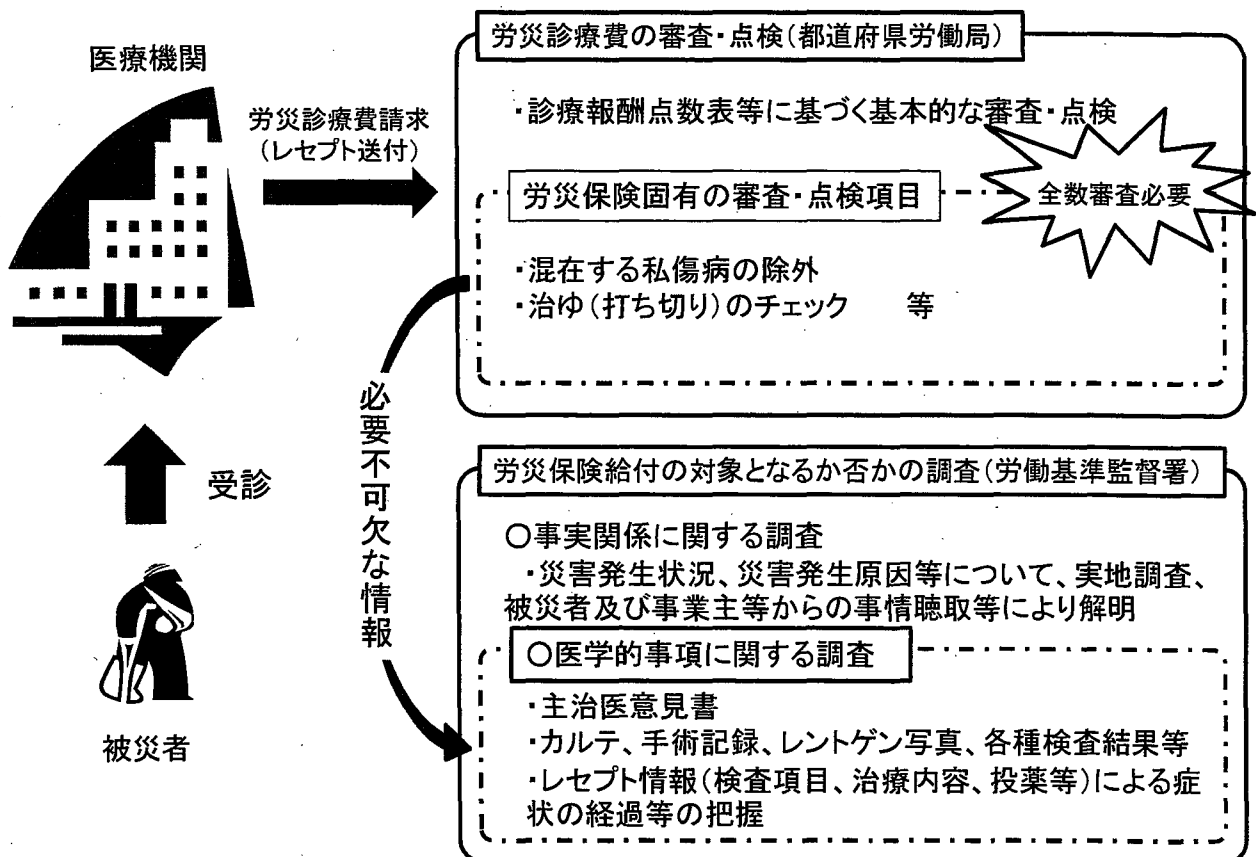 医療機関
労災診療費請求
(レセプト送付)
受診
被災者
労災診療費の審査・点検(都道府県労働局)
・診療報酬点数表等に基づく基本的な審査・点検
全数審査必要
労災保険固有の審査・点検項目
・混在する私傷病の除外
・治ゆ(打ち切り)のチェック 等
必要不可欠な情報
労災保険給付の対象となるか否かの調査(労働基準監督署)
〇事実関係に関する調査
・災害発生状況、災害発生原因等について、実地調査、
被災者及び事業主等からの事情聴取等により解明
〇医学的事項に関する調査
・主治医意見書
・カルテ、手術記録、レントゲン写真、各種検査結果等
・レセプト情報(検査項目、治療内容、投薬等)による症
状の経過等の把握